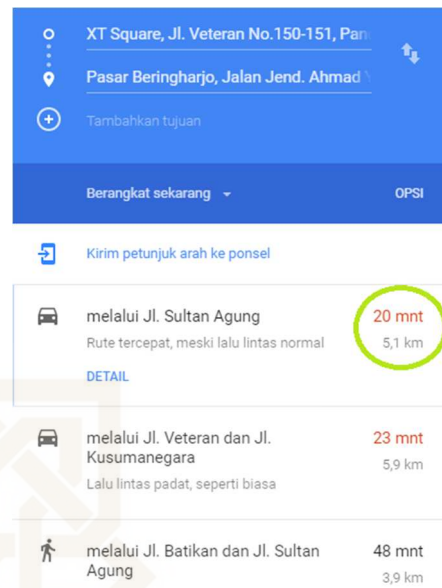 XT Square, Jl. Veteran No.150-151,
Pasar Beringharjo, Jalan Jend. Ahmad
Tambahkan tujuan
Berangkat sekarang OPSI
Kirim petunjuk arah ke ponsel
melalui Jl. Sultan Agung 20 mnt
Rute tercepat, meski lalu lintas normal 5,1 km
DETAIL
melalui Jl. Veteran dan Jl. 23 mnt
Kusumanegara 5,9 km
Lalu lintas padat, seperti biasa
melalui Jl. Batikan dan Jl. Sultan 48 mnt
Agung 3,9 km